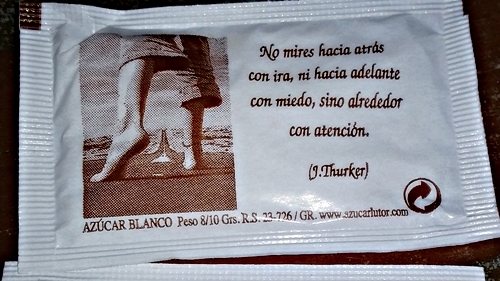 No mires hacia atrás
con ira, ni hacia adelante
con miedo, sino alrededor
con atención.
(J.Thurker)
AZÚCAR BLANCO Peso 8/10 Grs. R.S. 23-226 / GR. www.azucarlutor.com